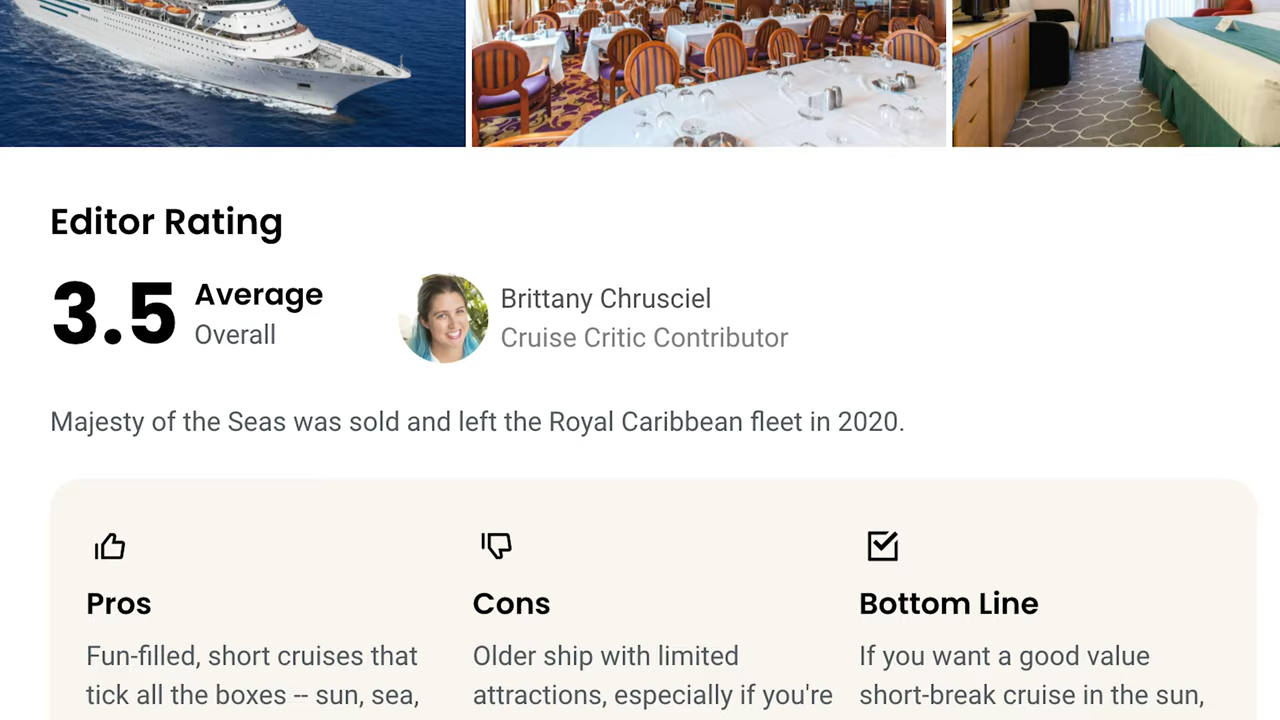 Editor Rating
3.5
Average
Overall
Brittany Chrusciel
Cruise Critic Contributor
Majesty of the Seas was sold and left the Royal Caribbean fleet in 2020.
Pros
Fun-filled, short cruises that
tick all the boxes -- sun, sea,
Cons
Older ship with limited
attractions, especially if you're
Bottom Line
If you want a good value
short-break cruise in the sun,